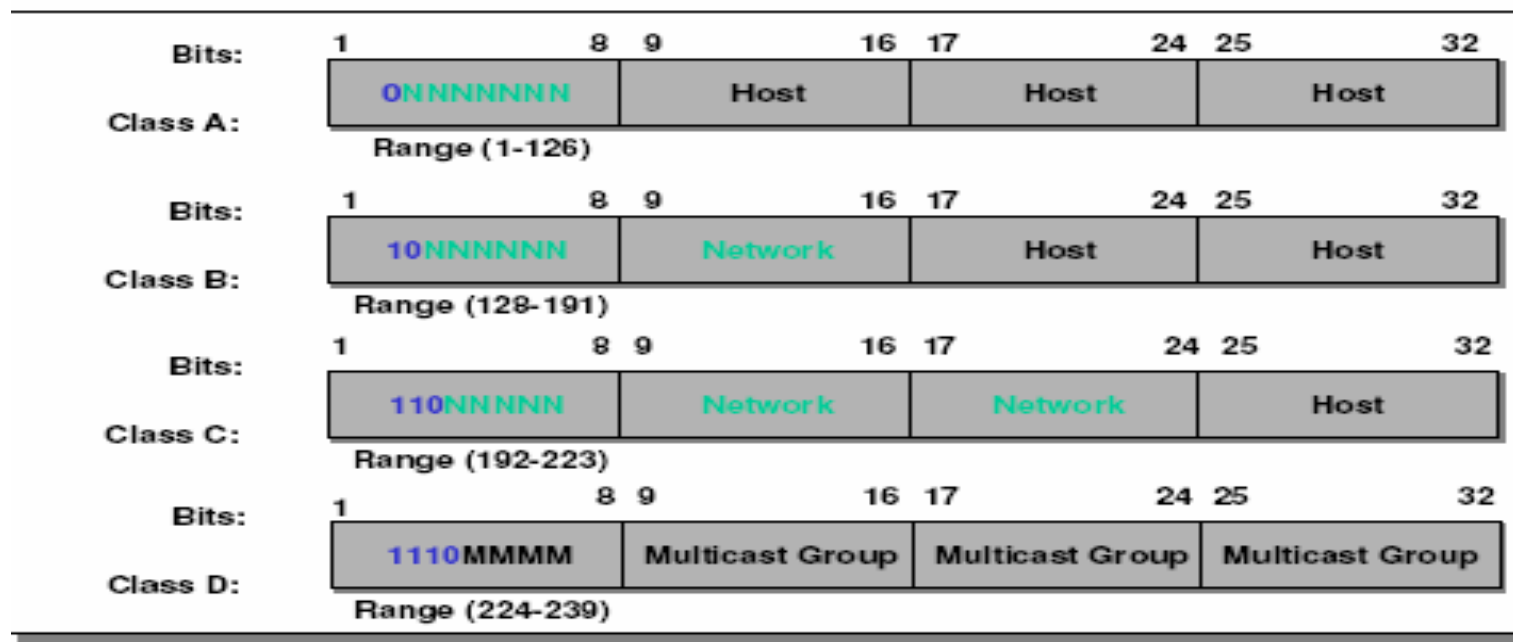 Bits: 1 8 9 16 17 24 25 32
0NNNNNNN Host Host Host
Class A:
Range (1-126)
Bits: 1 8 9 16 17 24 25 32
10NNNNNN Network Host Host
Class B:
Range (128-191)
Bits: 1 8 9 16 17 24 25 32
110NNNNN Network Network Host
Class C:
Range (192-223)
Bits: 1 8 9 16 17 24 25 32
1110MMMM Multicast Group Multicast Group Multicast Group
Class D:
Range (224-239)